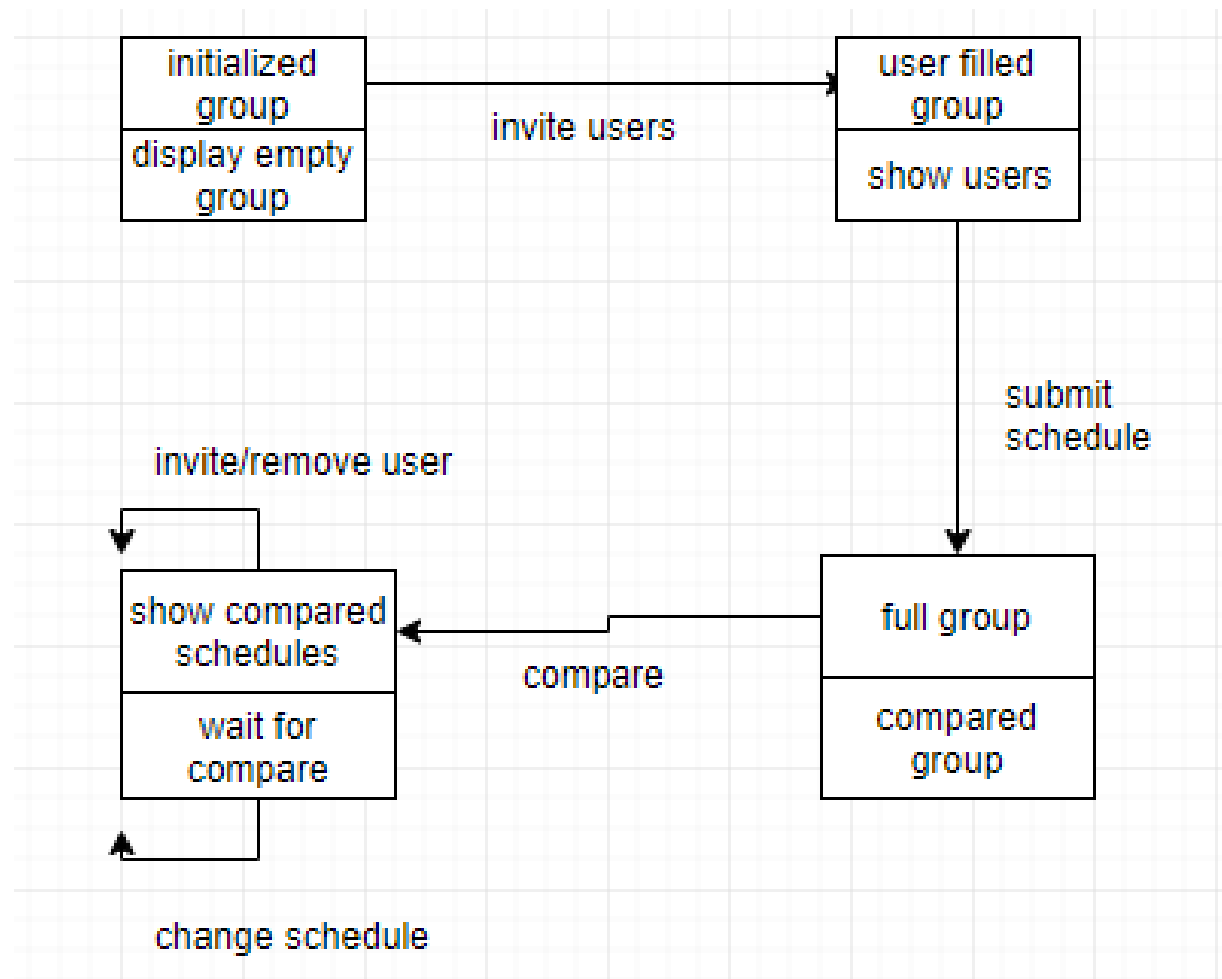 initialized
group
display empty
group
invite users
user filled
group
show users
submit
schedule
invite/remove user
show compared
schedules
wait for
compare
compare
full group
compared
group
change schedule